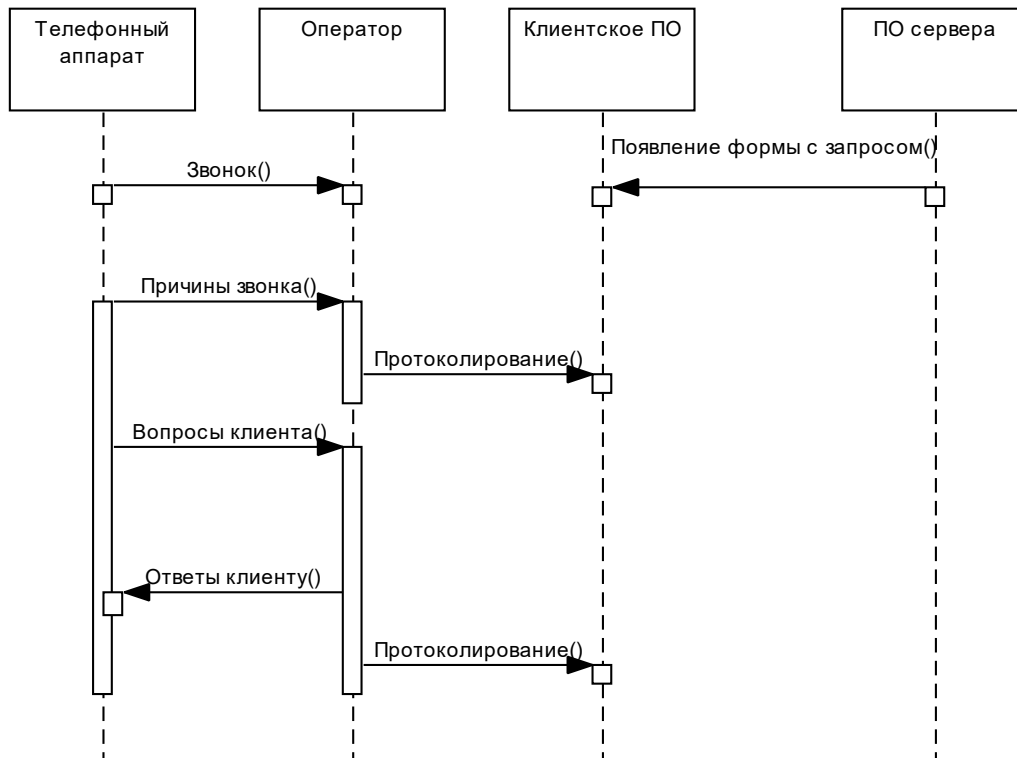 Телефонный
аппарат
Оператор
Клиентское ПО
ПО сервера
Появление формы с запросом()
Звонок()
Причины звонка()
Протоколирование()
Вопросы клиента()
Ответы клиенту()
Протоколирование()